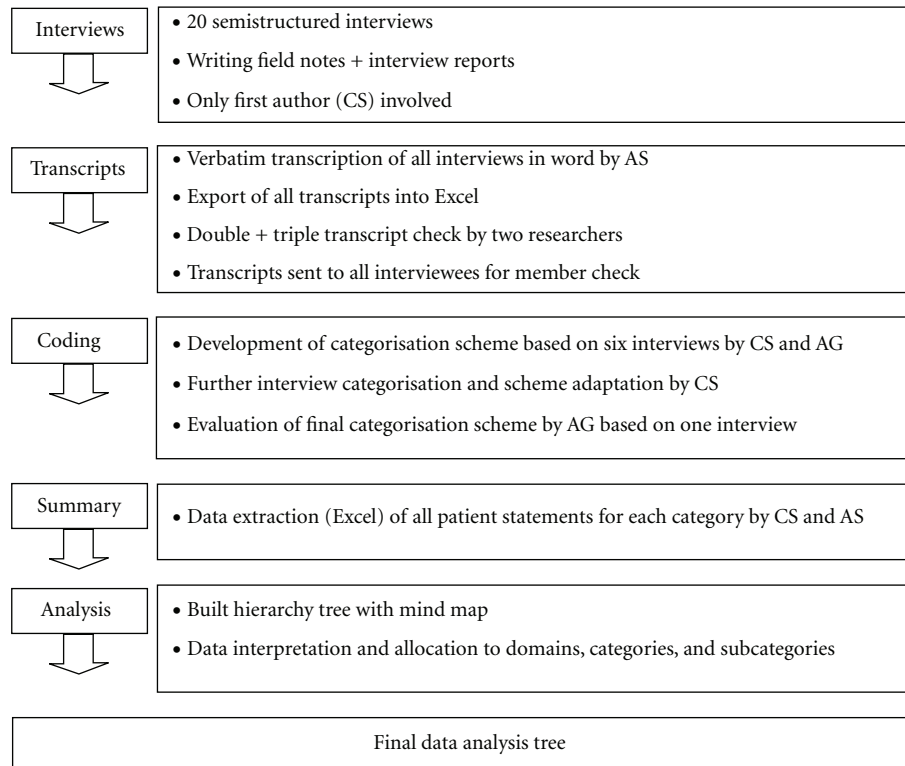 Interviews
• 20 semistructured interviews
• Writing field notes + interview reports
• Only first author (CS) involved
Transcripts
• Verbatim transcription of all interviews in word by AS
• Export of all transcripts into Excel
• Double + triple transcript check by two researchers
• Transcripts sent to all interviewees for member check
Coding
• Development of categorisation scheme based on six interviews by CS and AG
• Further interview categorisation and scheme adaptation by CS
• Evaluation of final categorisation scheme by AG based on one interview
Summary
• Data extraction (Excel) of all patient statements for each category by CS and AS
Analysis
• Built hierarchy tree with mind map
• Data interpretation and allocation to domains, categories, and subcategories
Final data analysis tree